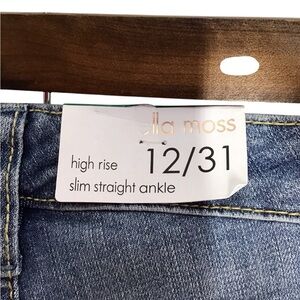 ella moss
high rise
12/31
slim straight ankle